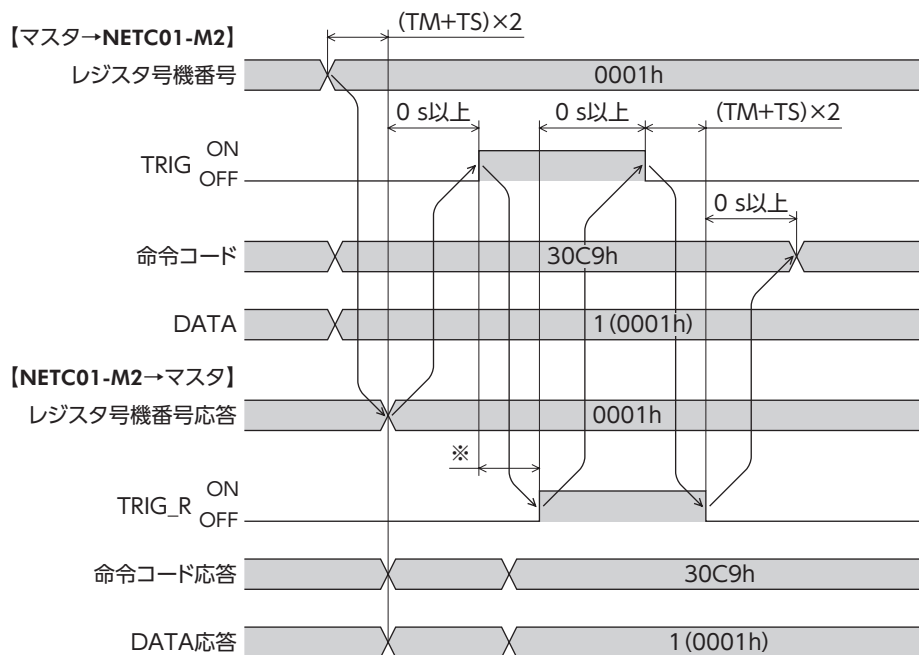 (TM+TS)×2
【マスタ→NETC01-M2】
レジスタ号機番号
0001h
0 s以上
0 s以上
(TM+TS)×2
TRIG
ON
OFF
0 s以上
命令コード
30C9h
DATA
1(0001h)
【NETC01-M2→マスタ】
レジスタ号機番号応答
0001h
※
TRIG_R
ON
OFF
命令コード応答
30C9h
DATA応答
1(0001h)